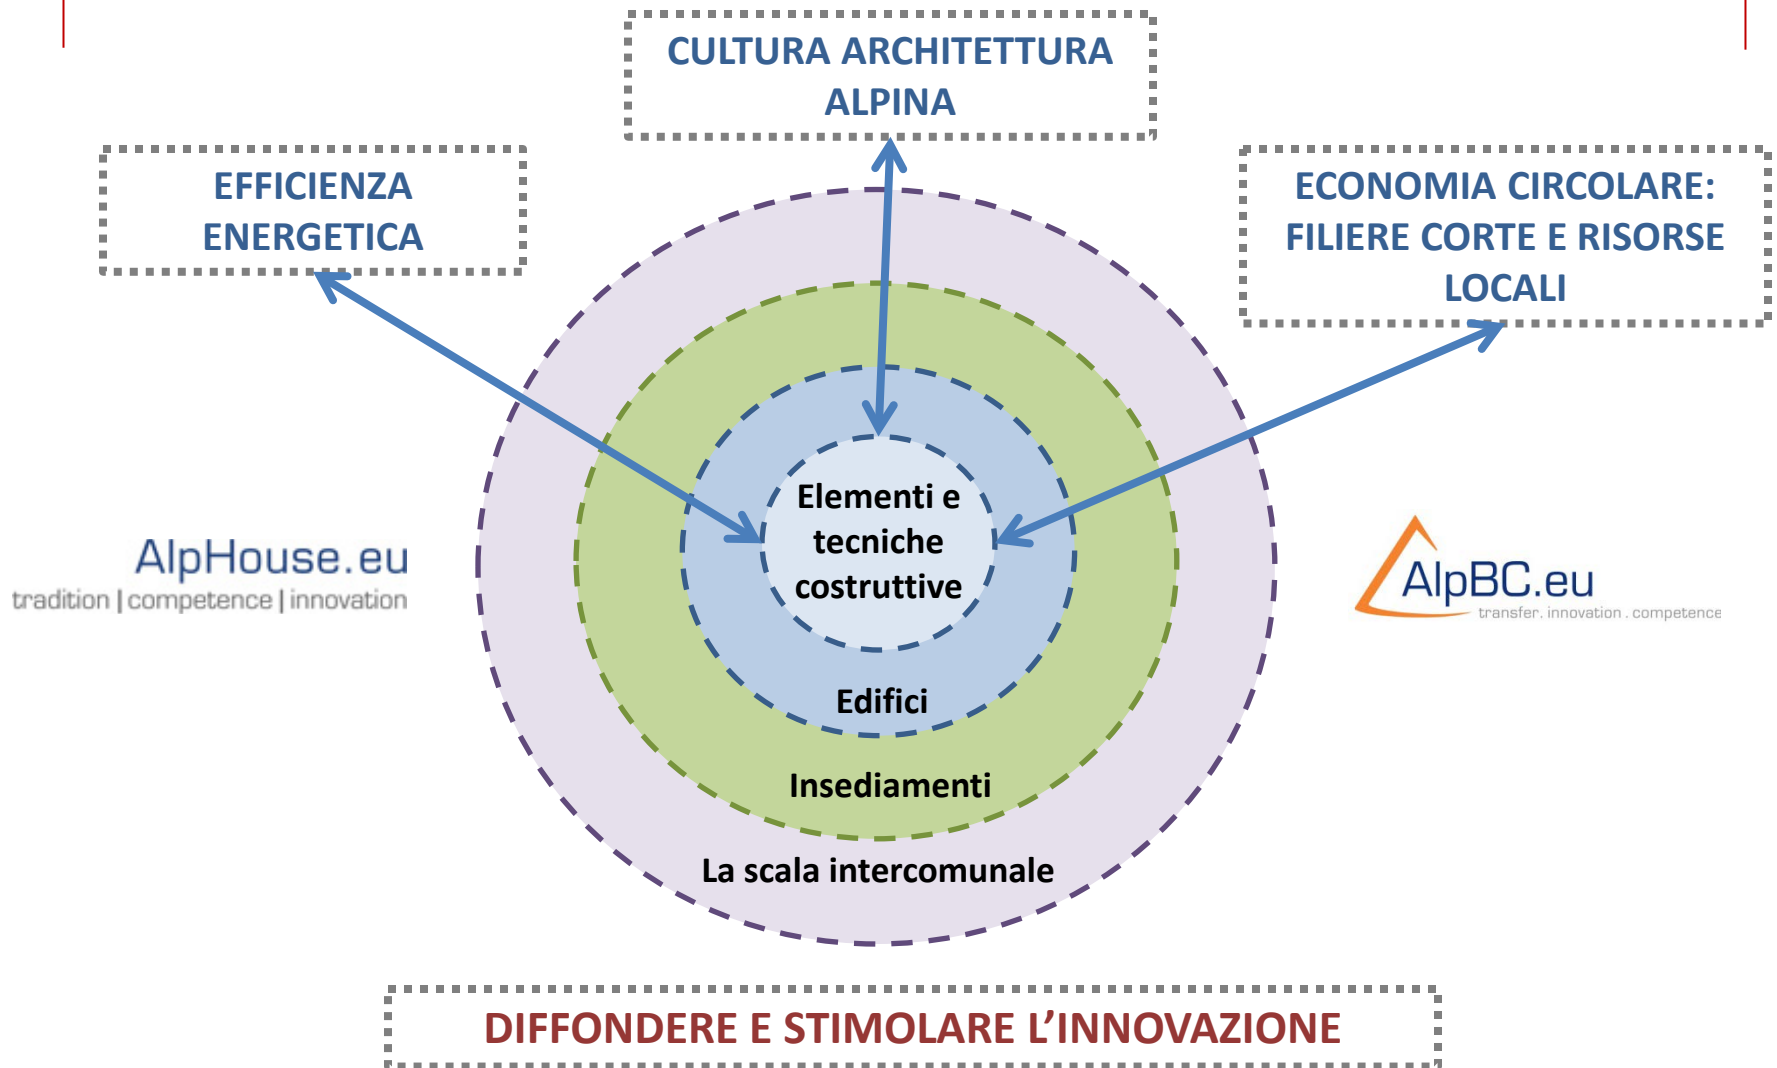 CULTURA ARCHITETTURA
ALPINA
EFFICIENZA
ENERGETICA
ECONOMIA CIRCOLARE:
FILIERE CORTE E RISORSE
LOCALI
Elementi e
tecniche
costruttive
Edifici
Insediamenti
La scala intercomunale
AlpHouse.eu
tradition | competence | innovation
AlpBC.eu
transfer. innovation . competence
DIFFONDERE E STIMOLARE L’INNOVAZIONE